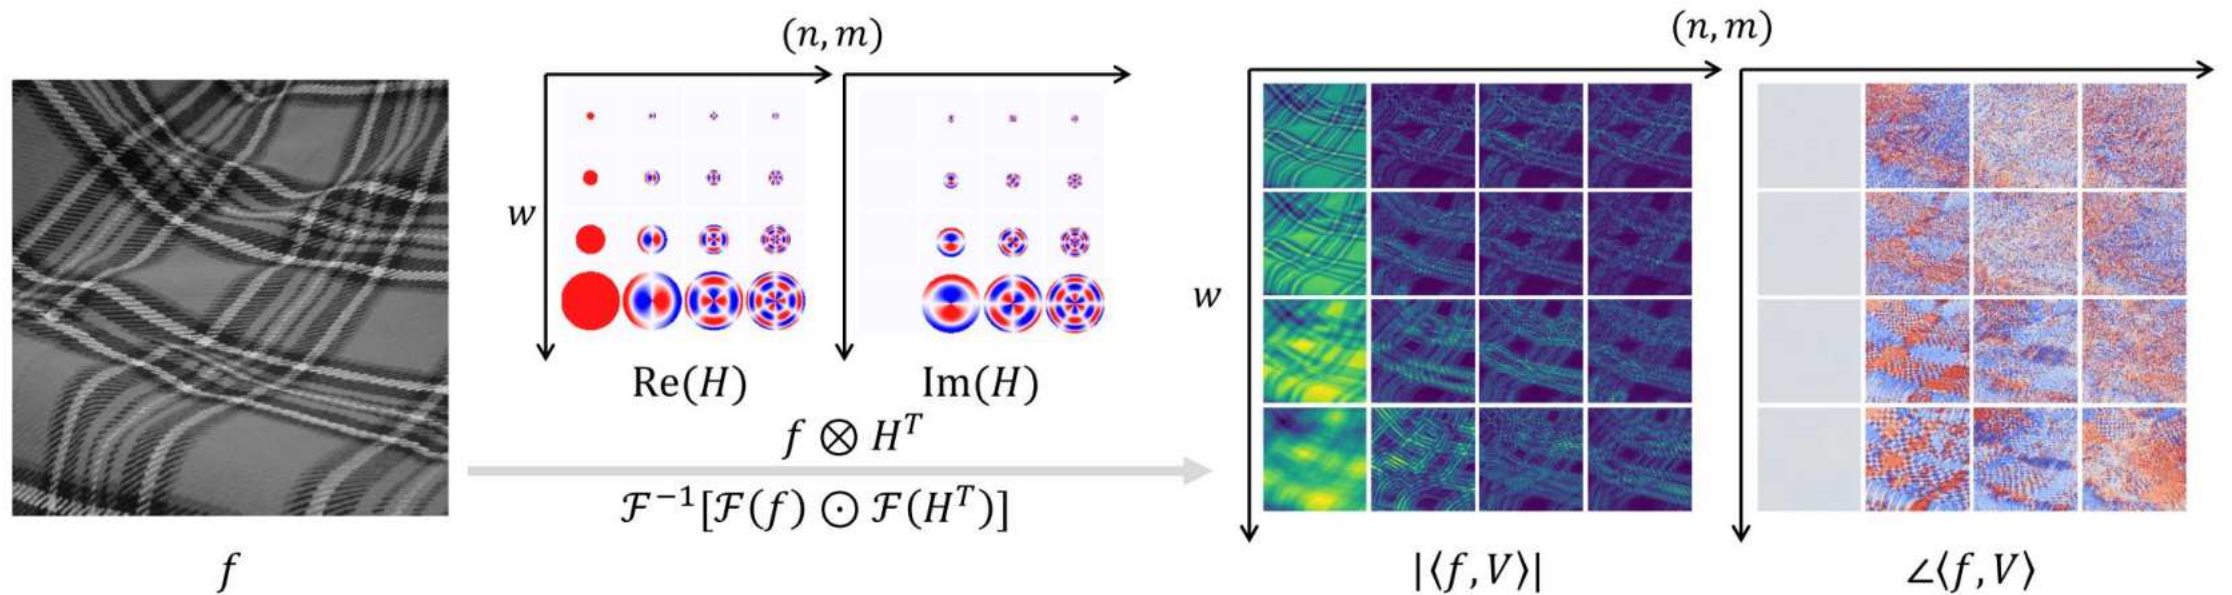 (n, m)
(n, m)
w
w
Re(H)
Im(H)
f ⊗ H^T
ℱ^{-1}[ℱ(f) ⊙ ℱ(H^T)]
f
|⟨f, V⟩|
∠⟨f, V⟩